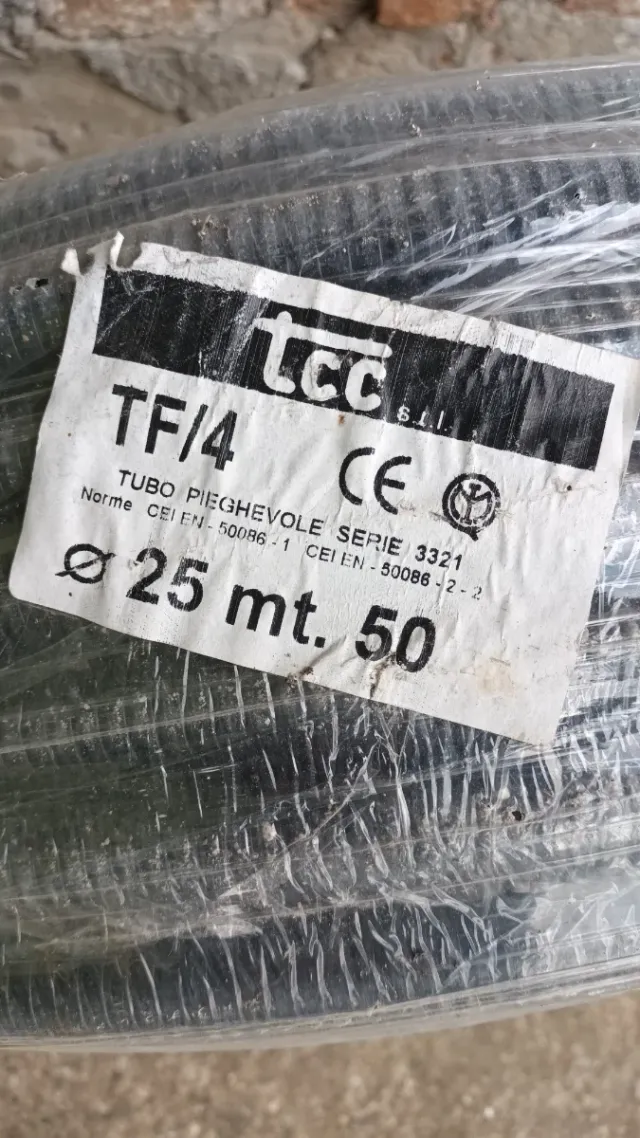 tcc s.r.l.
TF/4 CE
TUBO PIEGHEVOLE SERIE 3321
Norme CEI EN - 50086 - 1 CEI EN - 50086 - 2 - 2
ø 25 mt. 50